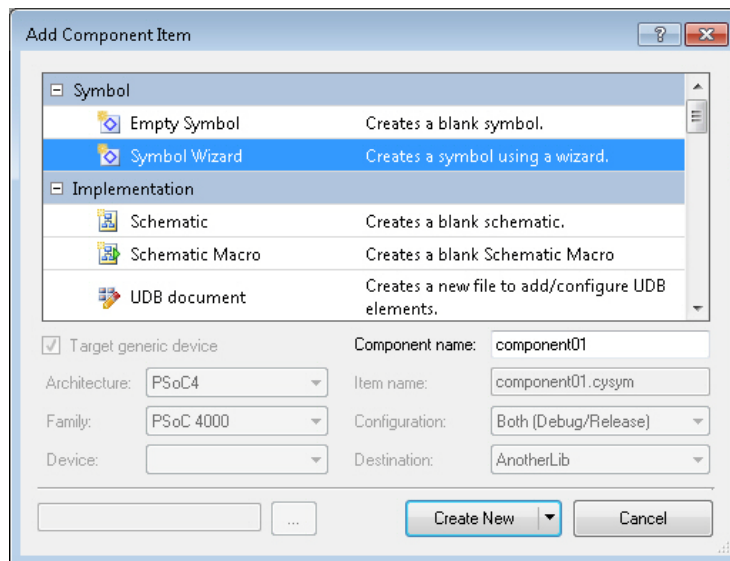 Add Component Item
Symbol
Empty Symbol Creates a blank symbol.
Symbol Wizard Creates a symbol using a wizard.
Implementation
Schematic Creates a blank schematic.
Schematic Macro Creates a blank Schematic Macro
UDB document Creates a new file to add/configure UDB
elements.
Target generic device Component name: component01
Architecture: PSoC4 Item name: component01.cysym
Family: PSoC 4000 Configuration: Both (Debug/Release)
Device: Destination: AnotherLib
... Create New Cancel